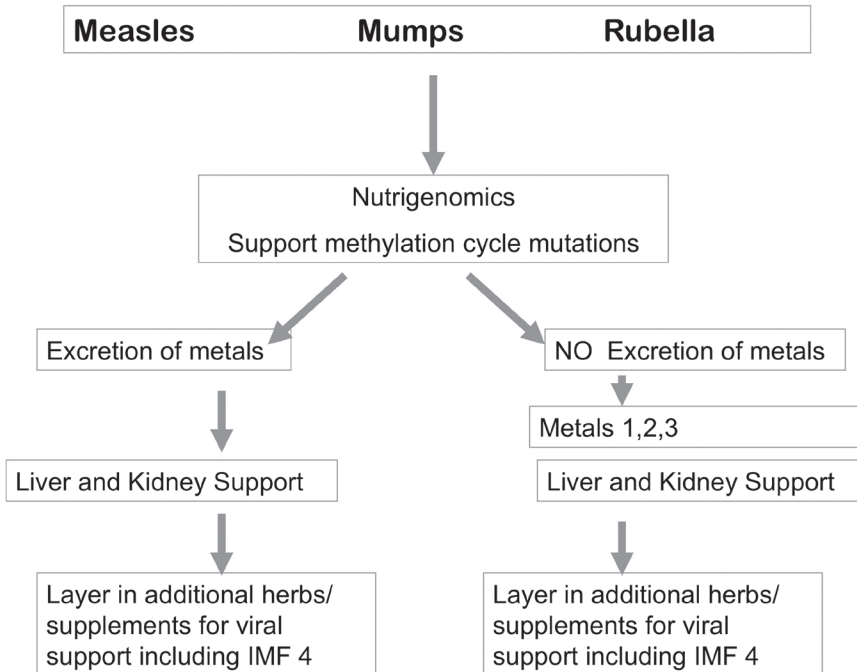 Measles Mumps Rubella
Nutrigenomics
Support methylation cycle mutations
Excretion of metals
NO Excretion of metals
Metals 1,2,3
Liver and Kidney Support
Liver and Kidney Support
Layer in additional herbs/
supplements for viral
support including IMF 4
Layer in additional herbs/
supplements for viral
support including IMF 4